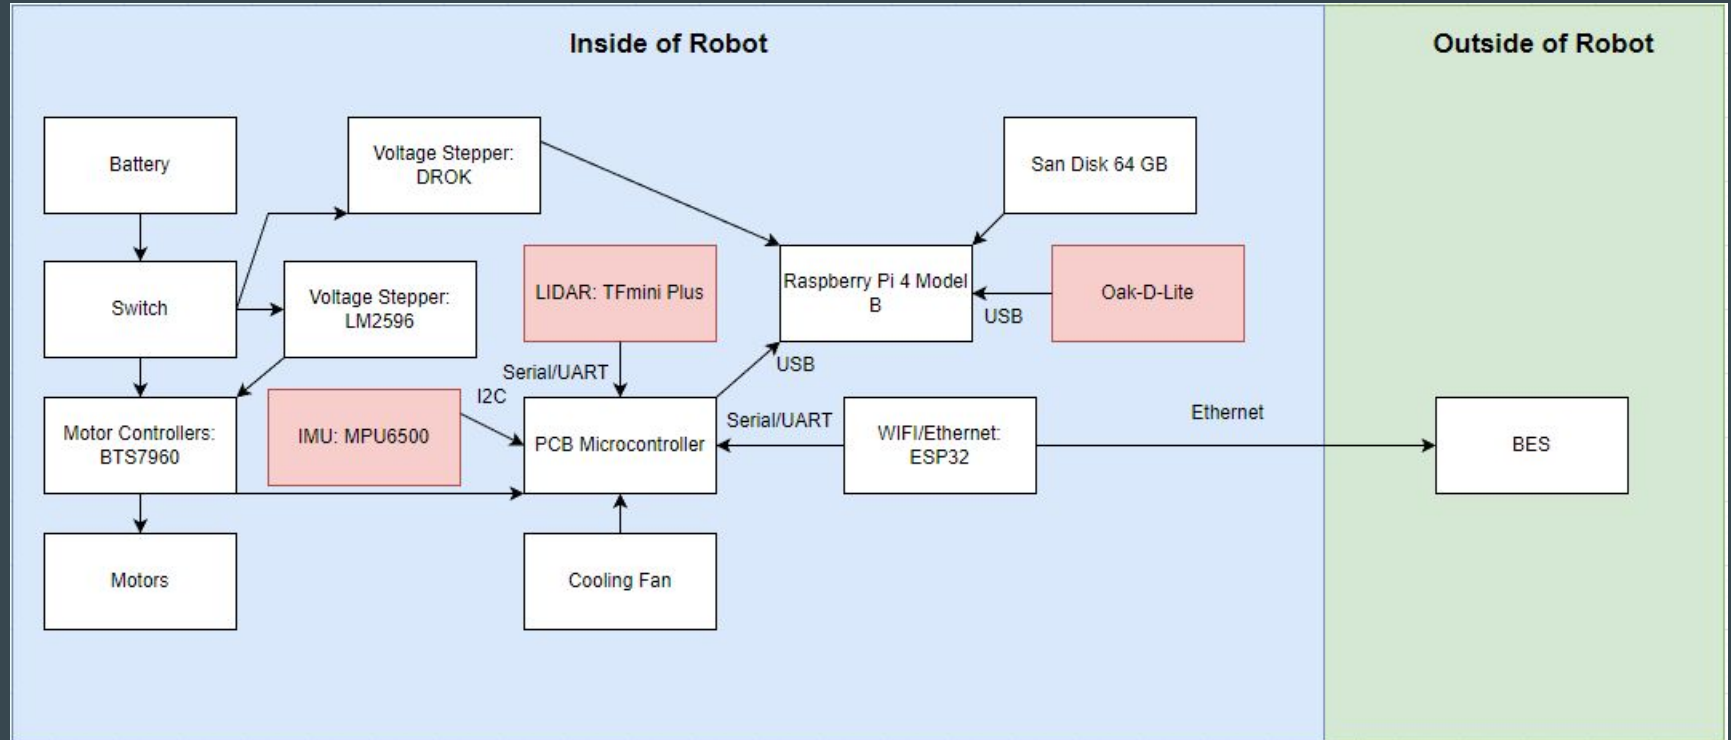 Inside of Robot
Outside of Robot
Battery
Voltage Stepper:
DROK
San Disk 64 GB
Switch
Voltage Stepper:
LM2596
LIDAR: TFmini Plus
Raspberry Pi 4 Model
B
Oak-D-Lite
USB
USB
Serial/UART
I2C
Motor Controllers:
BTS7960
IMU: MPU6500
PCB Microcontroller
Serial/UART
WIFI/Ethernet:
ESP32
Ethernet
BES
Motors
Cooling Fan